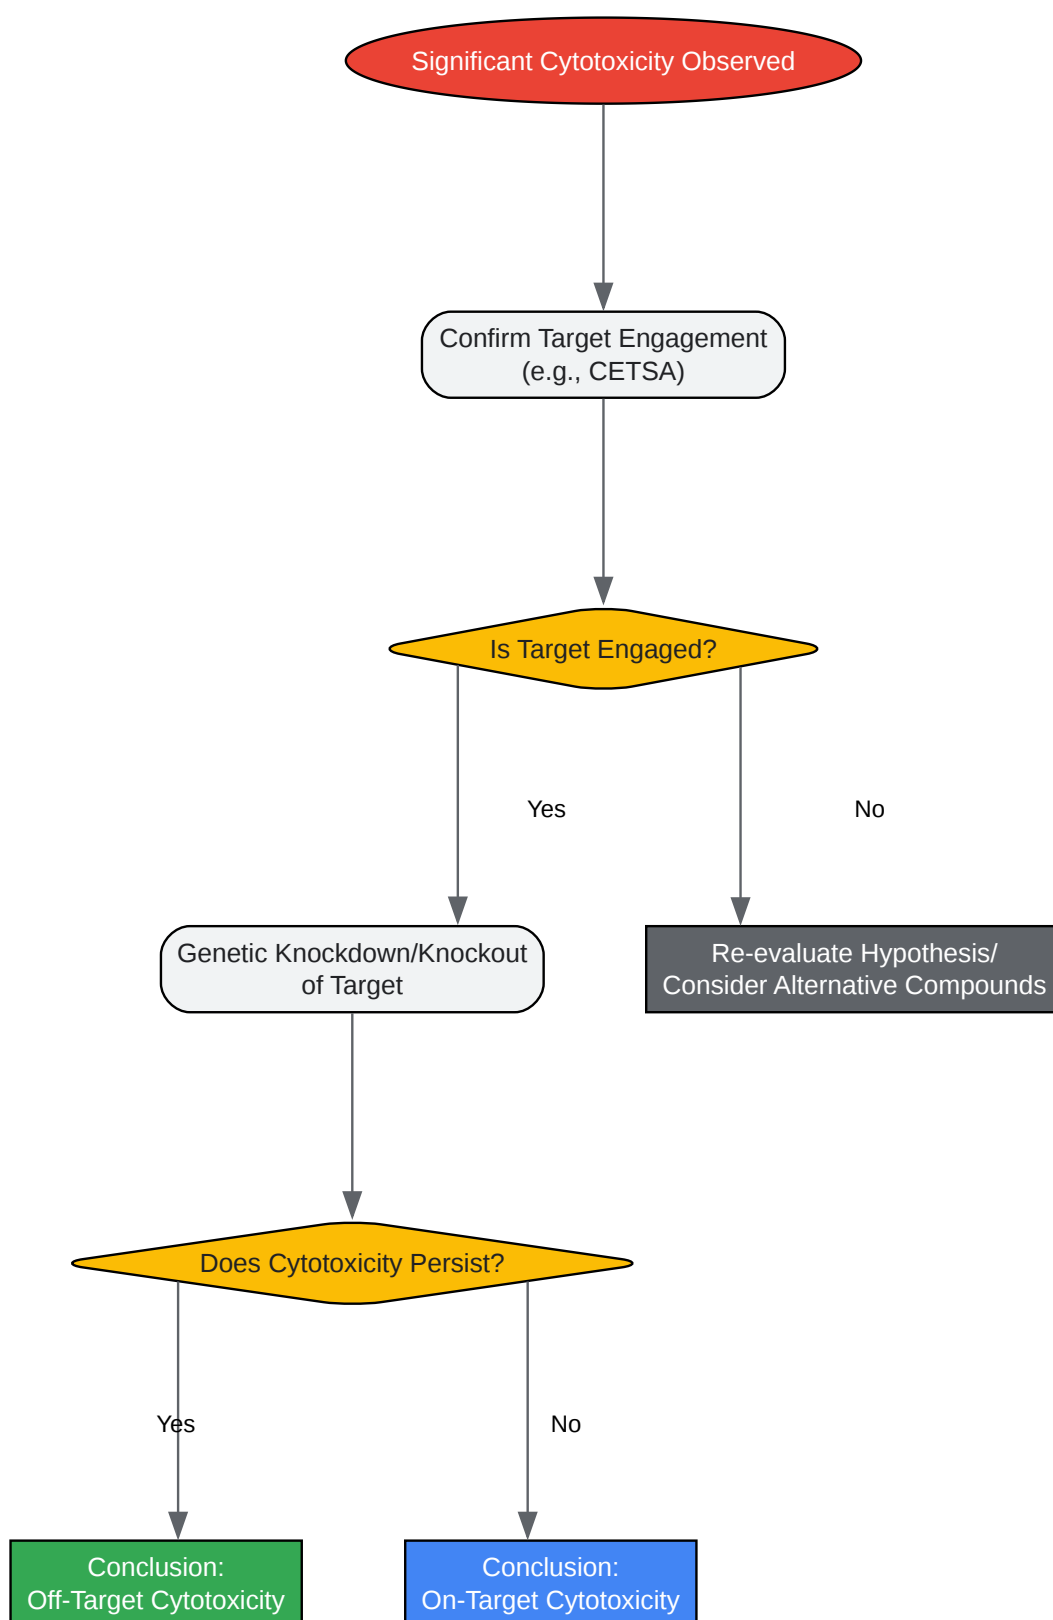 Significant Cytotoxicity Observed
Confirm Target Engagement
(e.g., CETSA)
Is Target Engaged?
Yes
No
Genetic Knockdown/Knockout
of Target
Re-evaluate Hypothesis/
Consider Alternative Compounds
Does Cytotoxicity Persist?
Yes
No
Conclusion:
Off-Target Cytotoxicity
Conclusion:
On-Target Cytotoxicity